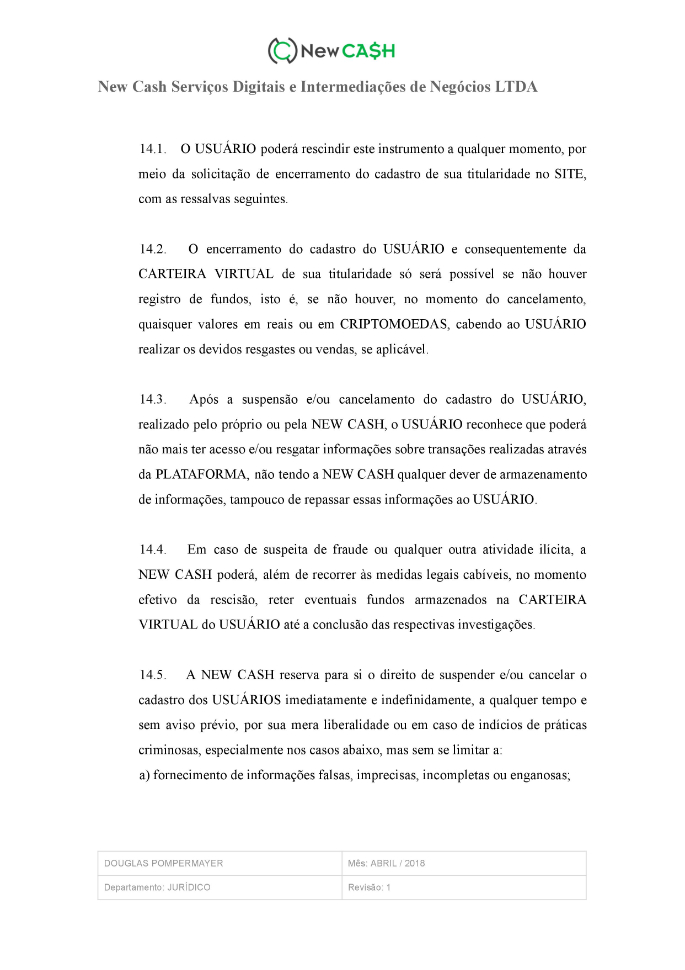 New CA$H
New Cash Serviços Digitais e Intermediações de Negócios LTDA
14.1. O USUÁRIO poderá rescindir este instrumento a qualquer momento, por
meio da solicitação de encerramento do cadastro de sua titularidade no SITE,
com as ressalvas seguintes.
14.2. O encerramento do cadastro do USUÁRIO e consequentemente da
CARTEIRA VIRTUAL de sua titularidade só será possível se não houver
registro de fundos, isto é, se não houver, no momento do cancelamento,
quaisquer valores em reais ou em CRIPTOMOEDAS, cabendo ao USUÁRIO
realizar os devidos resgastes ou vendas, se aplicável.
14.3. Após a suspensão e/ou cancelamento do cadastro do USUÁRIO,
realizado pelo próprio ou pela NEW CASH, o USUÁRIO reconhece que poderá
não mais ter acesso e/ou resgatar informações sobre transações realizadas através
da PLATAFORMA, não tendo a NEW CASH qualquer dever de armazenamento
de informações, tampouco de repassar essas informações ao USUÁRIO.
14.4. Em caso de suspeita de fraude ou qualquer outra atividade ilícita, a
NEW CASH poderá, além de recorrer às medidas legais cabíveis, no momento
efetivo da rescisão, reter eventuais fundos armazenados na CARTEIRA
VIRTUAL do USUÁRIO até a conclusão das respectivas investigações.
14.5. A NEW CASH reserva para si o direito de suspender e/ou cancelar o
cadastro dos USUÁRIOS imediatamente e indefinidamente, a qualquer tempo e
sem aviso prévio, por sua mera liberalidade ou em caso de indícios de práticas
criminosas, especialmente nos casos abaixo, mas sem se limitar a:
a) fornecimento de informações falsas, imprecisas, incompletas ou enganosas;
DOUGLAS POMPERMAYER Mês: ABRIL / 2018
Departamento: JURÍDICO Revisão: 1